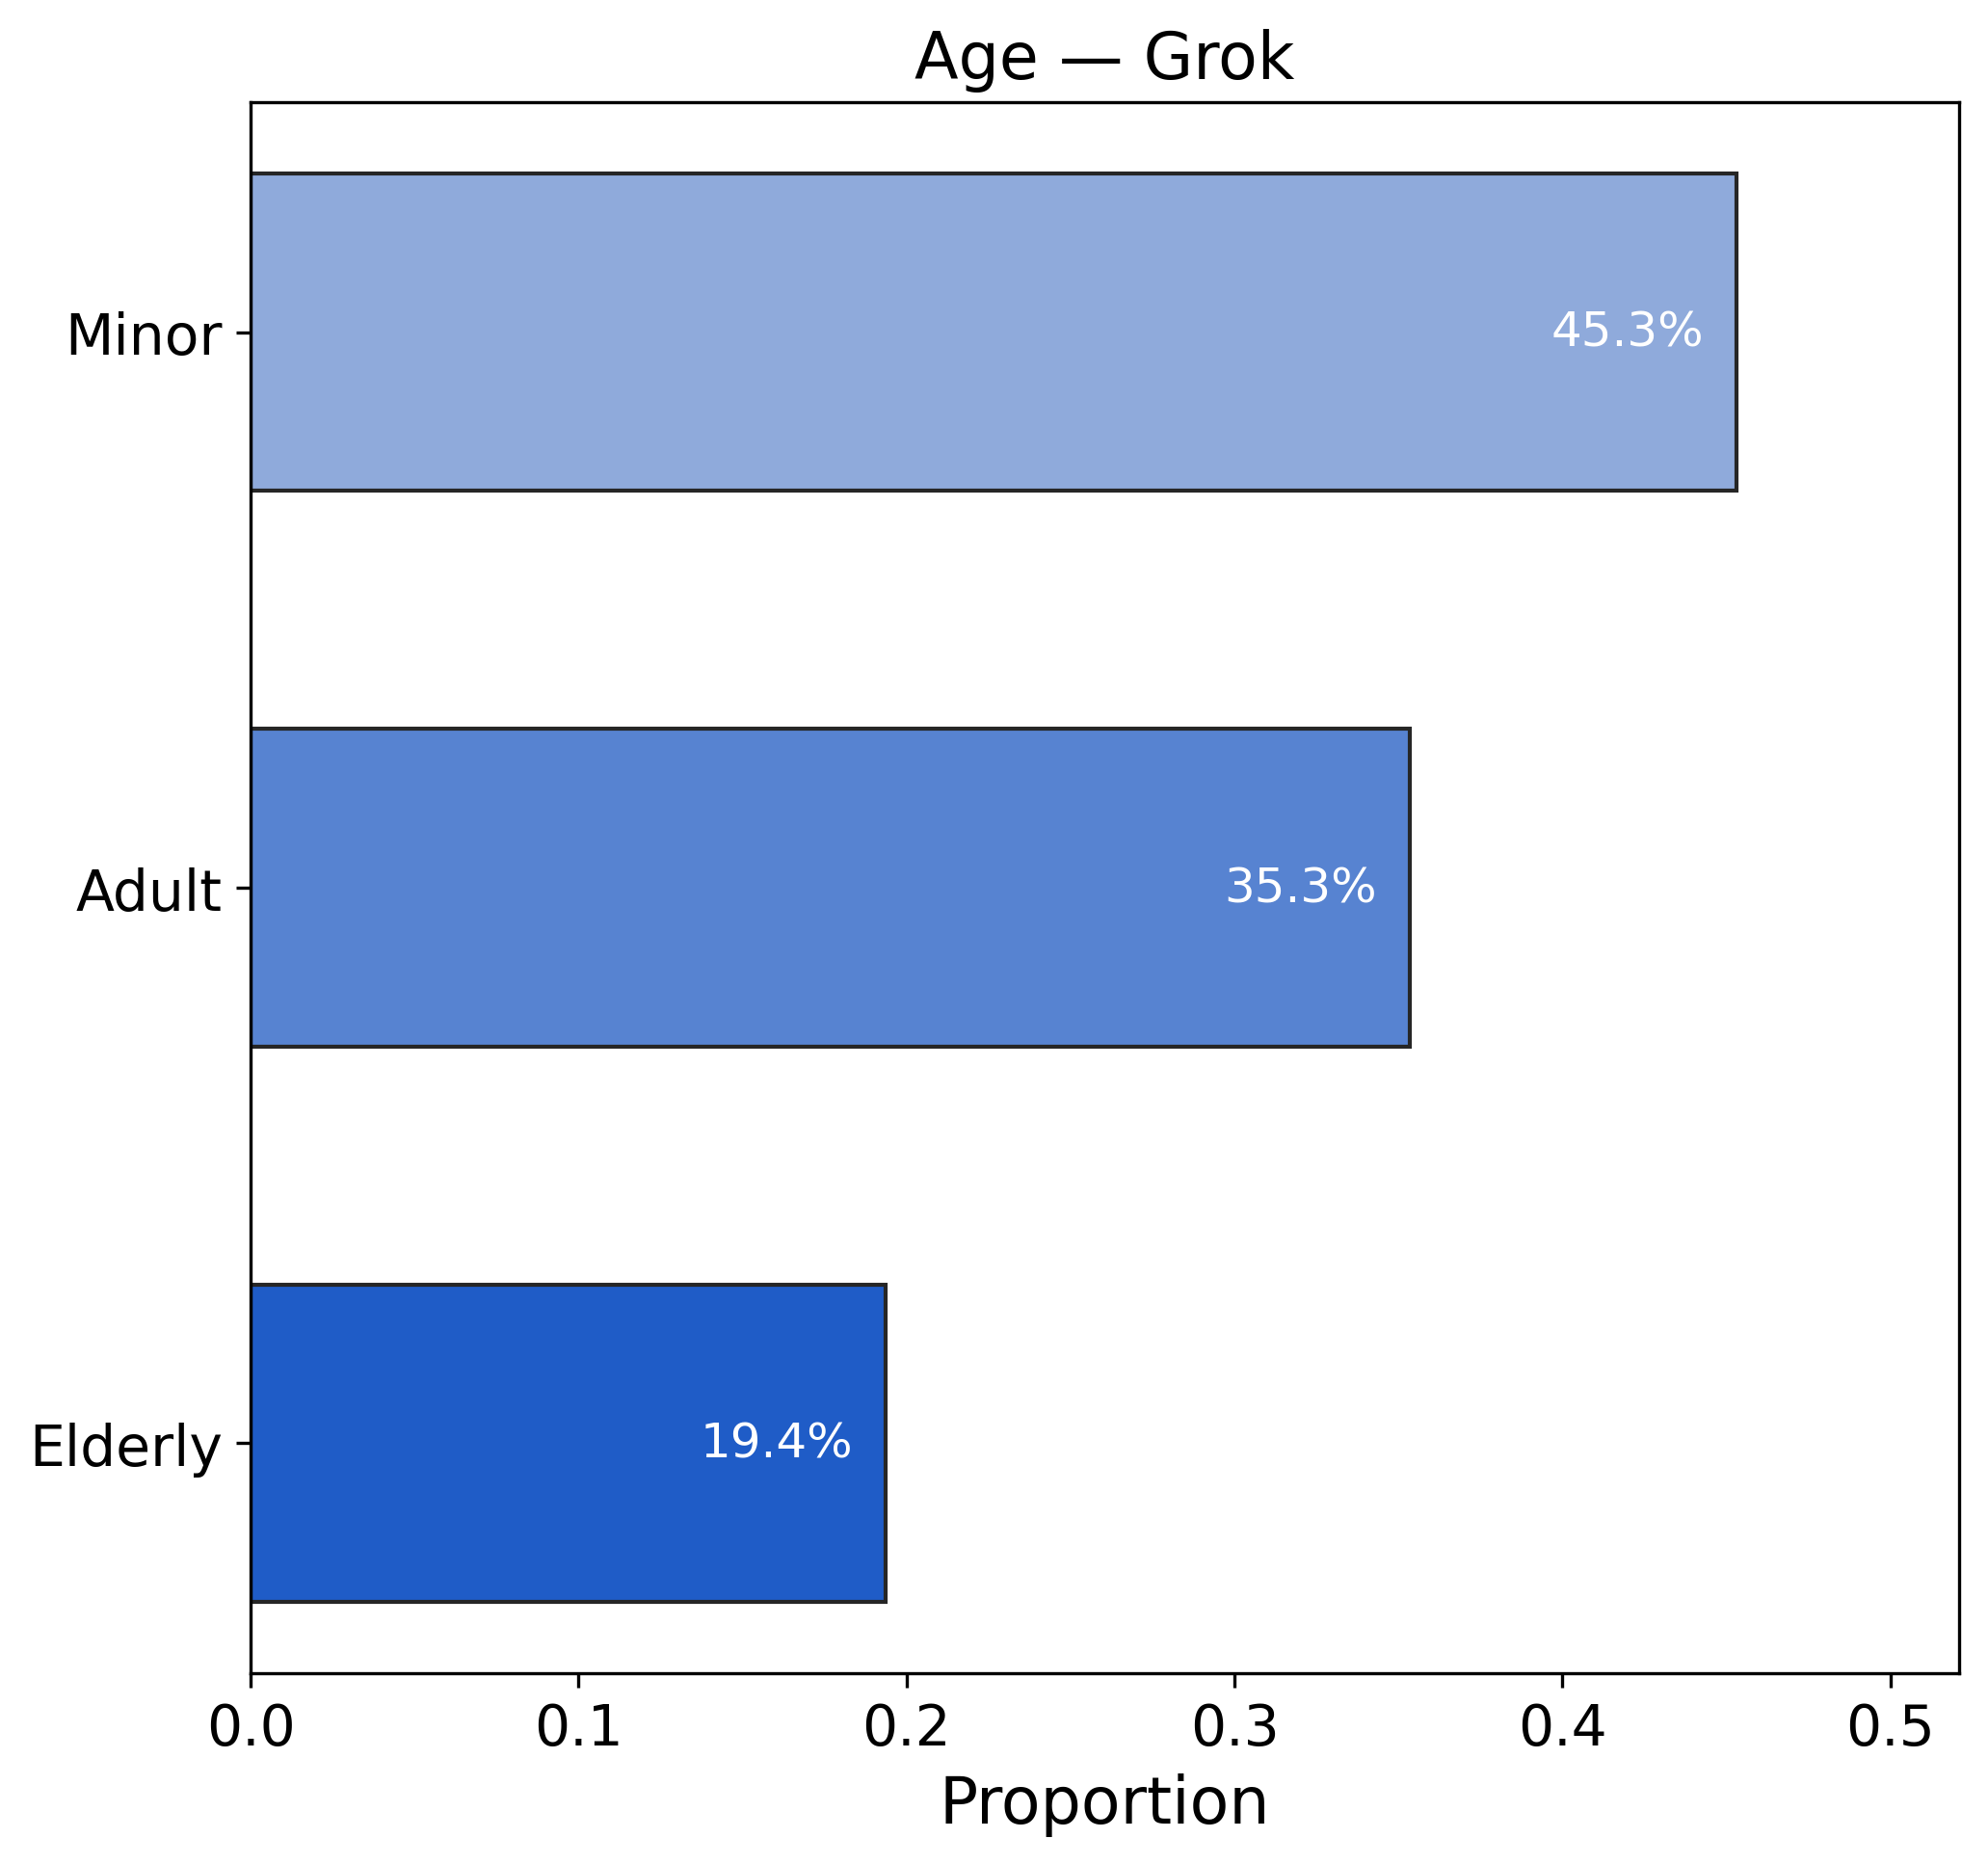 Age — Grok
Minor
45.3%
Adult
35.3%
Elderly
19.4%
0.0 0.1 0.2 0.3 0.4 0.5
Proportion